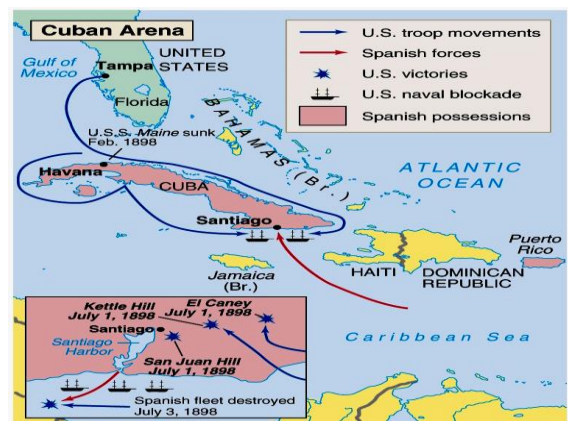 Cuban Arena
U.S. troop movements
Spanish forces
U.S. victories
U.S. naval blockade
Spanish possessions
Gulf of
Mexico
Tampa
UNITED
STATES
Florida
BAHAMAS (Br.)
U.S.S. Maine sunk
Feb. 1898
Havana
CUBA
ATLANTIC
OCEAN
Santiago
Puerto
Rico
Jamaica
(Br.)
HAITI
DOMINICAN
REPUBLIC
Caribbean Sea
Kettle Hill
July 1, 1898
El Caney
July 1, 1898
Santiago
Santiago
Harbor
San Juan Hill
July 1, 1898
Spanish fleet destroyed
July 3, 1898